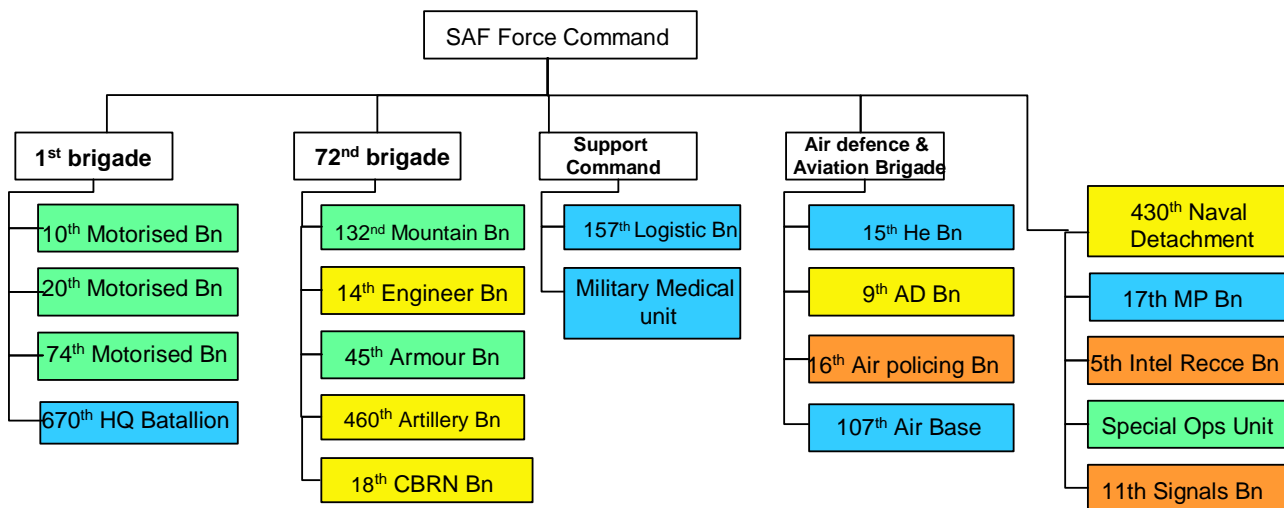 SAF Force Command
1st brigade
10th Motorised Bn
20th Motorised Bn
74th Motorised Bn
670th HQ Batallion
72nd brigade
132nd Mountain Bn
14th Engineer Bn
45th Armour Bn
460th Artillery Bn
18th CBRN Bn
Support
Command
157th Logistic Bn
Military Medical
unit
Air defence &
Aviation Brigade
15th He Bn
9th AD Bn
16th Air policing Bn
107th Air Base
430th Naval
Detachment
17th MP Bn
5th Intel Recce Bn
Special Ops Unit
11th Signals Bn